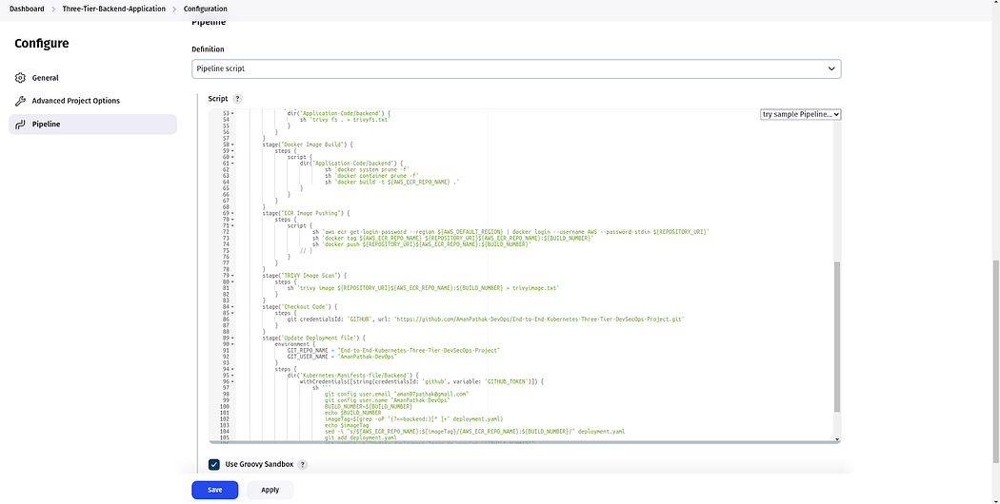 Dashboard > Three-Tier-Backend-Application > Configuration
Configure
General
Advanced Project Options
Pipeline
Pipeline
Definition
Pipeline script
Script ?
try sample Pipeline...
53 dir('Application-Code/backend') {
54 sh 'trivy fs . > trivyfs.txt'
55 }
56 }
57 }
58 stage("Docker Image Build") {
59 steps {
60 script {
61 dir('Application-Code/backend') {
62 sh 'docker system prune -f'
63 sh 'docker container prune -f'
64 sh 'docker build -t ${AWS_ECR_REPO_NAME} .'
65 }
66 }
67 }
68 }
69 stage("ECR Image Pushing") {
70 steps {
71 script {
72 sh 'aws ecr get-login-password --region ${AWS_DEFAULT_REGION} | docker login --username AWS --password-stdin ${REPOSITORY_URI}'
73 sh 'docker tag ${AWS_ECR_REPO_NAME} ${REPOSITORY_URI}${AWS_ECR_REPO_NAME}:${BUILD_NUMBER}'
74 sh 'docker push ${REPOSITORY_URI}${AWS_ECR_REPO_NAME}:${BUILD_NUMBER}'
75 // }
76 }
77 }
78 }
79 stage("TRIVY Image Scan") {
80 steps {
81 sh 'trivy image ${REPOSITORY_URI}${AWS_ECR_REPO_NAME}:${BUILD_NUMBER} > trivyimage.txt'
82 }
83 }
84 stage('Checkout Code') {
85 steps {
86 git credentialsId: 'GITHUB', url: 'https://github.com/AmanPathak-DevOps/End-to-End-Kubernetes-Three-Tier-DevSecOps-Project.git'
87 }
88 }
89 stage('Update Deployment file') {
90 environment {
91 GIT_REPO_NAME = "End-to-End-Kubernetes-Three-Tier-DevSecOps-Project"
92 GIT_USER_NAME = "AmanPathak-DevOps"
93 }
94 steps {
95 dir('Kubernetes-Manifests-file/Backend') {
96 withCredentials([string(credentialsId: 'github', variable: 'GITHUB_TOKEN')]) {
97 sh '''
98 git config user.email "aman07pathak@gmail.com"
99 git config user.name "AmanPathak-DevOps"
100 BUILD_NUMBER=${BUILD_NUMBER}
101 echo $BUILD_NUMBER
102 imageTag=$(grep -oP '(?<=backend:)[^ ]+' deployment.yaml)
103 echo $imageTag
104 sed -i "s/${AWS_ECR_REPO_NAME}:${imageTag}/${AWS_ECR_REPO_NAME}:${BUILD_NUMBER}/" deployment.yaml
105 git add deployment.yaml
Use Groovy Sandbox ?
Save
Apply